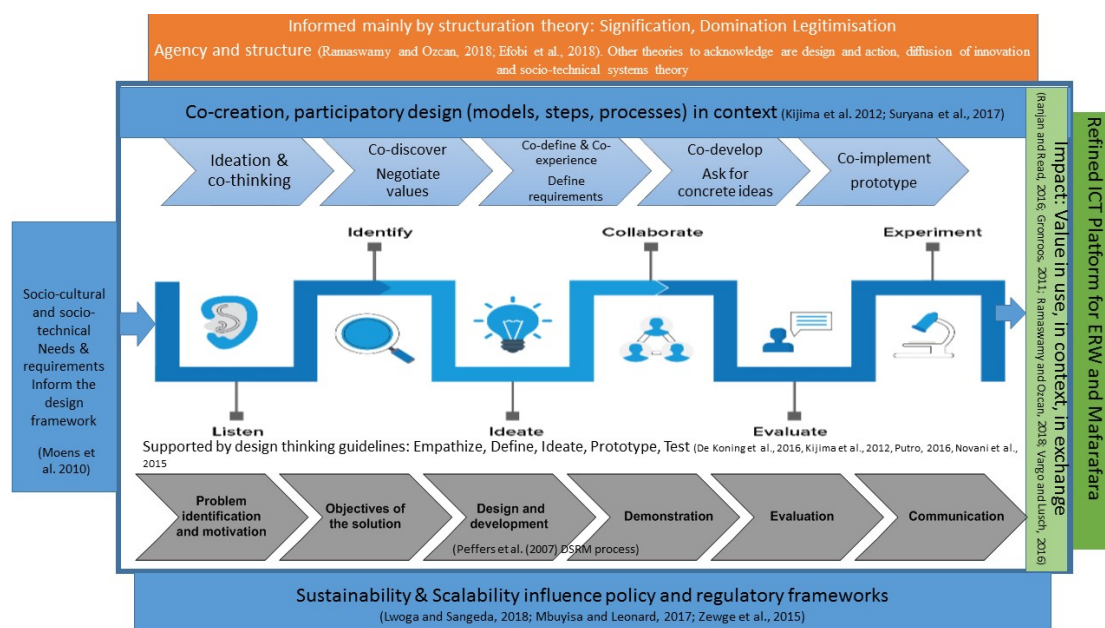 Informed mainly by structuration theory: Signification, Domination Legitimisation
Agency and structure (Ramaswamy and Ozcan, 2018; Efobi et al., 2018). Other theories to acknowledge are design and action, diffusion of innovation
and socio-technical systems theory
Co-creation, participatory design (models, steps, processes) in context (Kijima et al. 2012; Suryana et al., 2017)
Ideation &
co-thinking
Co-discover
Negotiate
values
Co-define & Co-
experience
Define
requirements
Co-develop
Ask for
concrete ideas
Co-implement
prototype
Socio-cultural
and socio-
technical
Needs &
requirements
Inform the
design
framework
(Moens et
al. 2010)
Identify
Collaborate
Experiment
Listen
Ideate
Evaluate
Supported by design thinking guidelines: Empathize, Define, Ideate, Prototype, Test (De Koning et al., 2016, Kijima et al., 2012, Putro, 2016, Novani et al.,
2015
Problem
identification
and motivation
Objectives of
the solution
Design and
development
Demonstration
Evaluation
Communication
(Peffers et al. (2007) DSRM process)
Impact: Value in use, in context, in exchange
(Ranjan and Read, 2016, Gronroos, 2011; Ramaswamy and Ozcan, 2018; Vargo and Lusch, 2016)
Refined ICT Platform for ERW and Mafarafara
Sustainability & Scalability influence policy and regulatory frameworks
(Lwoga and Sangeda, 2018; Mbuyisa and Leonard, 2017; Zewge et al., 2015)